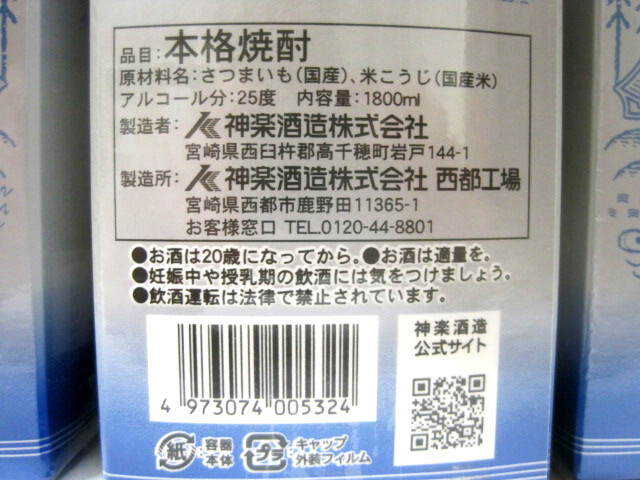 品目：本格焼酎
原材料名：さつまいも（国産）、米こうじ（国産米）
アルコール分：25度　内容量：1800ml
製造者：神楽酒造株式会社
宮崎県西臼杵郡高千穂町岩戸144-1
製造所：神楽酒造株式会社 西都工場
宮崎県西都市鹿野田11365-1
お客様窓口 TEL.0120-44-8801
●お酒は20歳になってから。●お酒は適量を。
●妊娠中や授乳期の飲酒には気をつけましょう。
●飲酒運転は法律で禁止されています。
神楽酒造
公式サイト
4 973074 005324
紙 容器
本体
プラ キャップ
外装フィルム